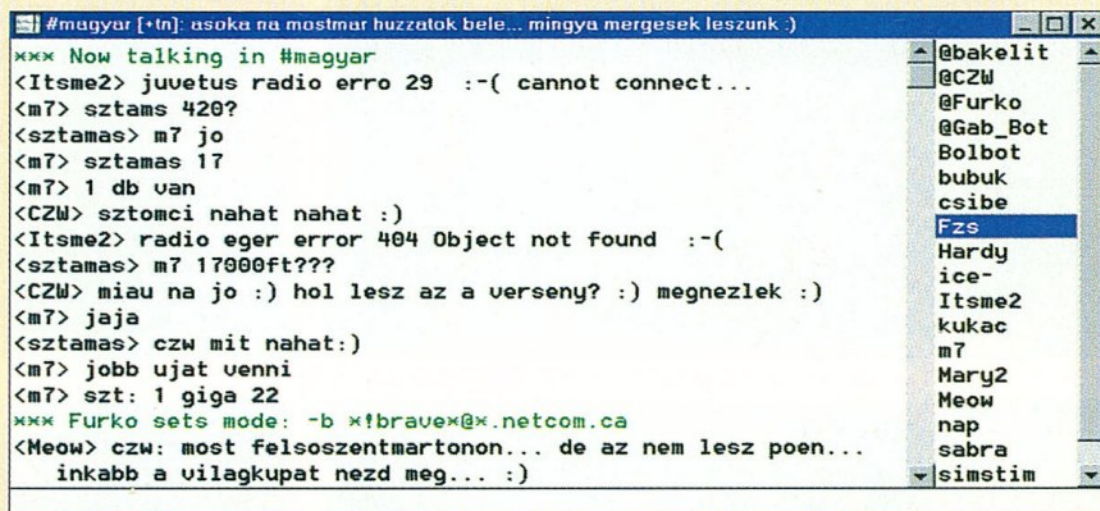 #magyar [+tn]: asoka na mostmar huzzatok bele... mingya mergesek leszunk :)
*** Now talking in #magyar
<Itsme2> juvetus radio erro 29  :-( cannot connect...
<m7> sztams 420?
<sztamas> m7 jo
<m7> sztamas 17
<m7> 1 db van
<CZW> sztomci nahat nahat :)
<Itsme2> radio eger error 404 Object not found  :-(
<sztamas> m7 17000ft???
<CZW> miau na jo :) hol lesz az a verseny? :) megnezlek :)
<m7> jaja
<sztamas> czw mit nahat:)
<m7> jobb ujat venni
<m7> szt: 1 giga 22
*** Furko sets mode: -b *!brave*@*.netcom.ca
<Meow> czw: most felsoszentmartonon... de az nem lesz poen...
inkabb a vilagkupat nezd meg... :)
@bakelit
@CZW
@Furko
@Gab_Bot
Bolbot
bubuk
csibe
Fzs
Hardy
ice-
Itsme2
kukac
m7
Mary2
Meow
nap
sabra
simstim